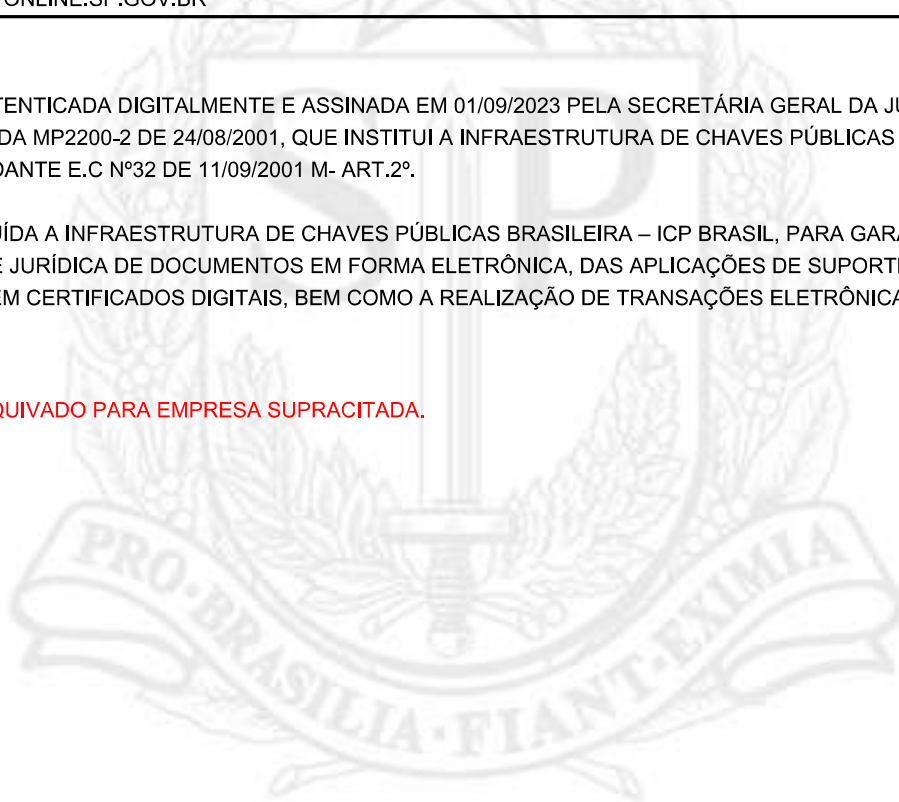 ONLINE.SP.GOV.BR
TENTICADA DIGITALMENTE E ASSINADA EM 01/09/2023 PELA SECRETÁRIA GERAL DA JU
DA MP2200-2 DE 24/08/2001, QUE INSTITUI A INFRAESTRUTURA DE CHAVES PÚBLICAS
DANTE E.C Nº32 DE 11/09/2001 M- ART.2º.
UÍDA A INFRAESTRUTURA DE CHAVES PÚBLICAS BRASILEIRA – ICP BRASIL, PARA GARA
E JURÍDICA DE DOCUMENTOS EM FORMA ELETRÔNICA, DAS APLICAÇÕES DE SUPORTE
EM CERTIFICADOS DIGITAIS, BEM COMO A REALIZAÇÃO DE TRANSAÇÕES ELETRÔNICA
QUIVADO PARA EMPRESA SUPRACITADA.
SP
PRO·BRASILIA·FIANT·EXIMIA